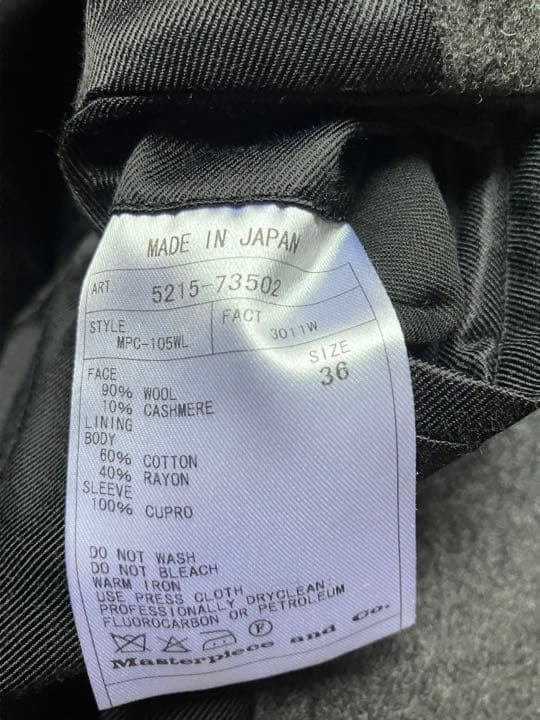 MADE IN JAPAN
ART. 5215-73502
STYLE FACT
MPC-105WL 3011W
SIZE
36
FACE
90% WOOL
10% CASHMERE
LINING
BODY
60% COTTON
40% RAYON
SLEEVE
100% CUPRO
DO NOT WASH
DO NOT BLEACH
WARM IRON
USE PRESS CLOTH
PROFESSIONALLY DRYCLEAN:
FLUOROCARBON OR PETROLEUM
F
Masterpiece and Co.